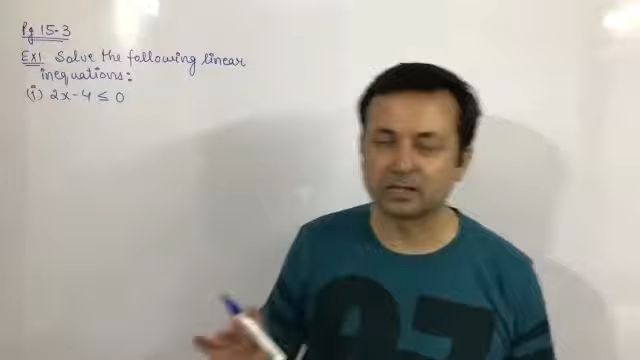 Pg 15.3
EX1. Solve the following linear
inequations:
(i) 2x - 4 ≤ 0